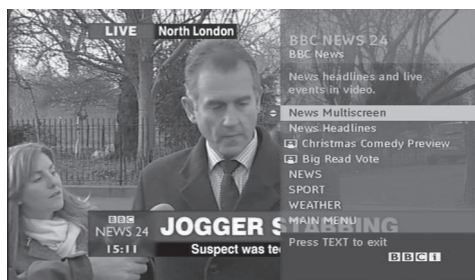 LIVE North London
BBC NEWS 24
BBC News
News headlines and live
events in video.
News Multiscreen
News Headlines
Christmas Comedy Preview
Big Read Vote
NEWS
SPORT
WEATHER
MAIN MENU
Press TEXT to exit
BBCi
BBC
NEWS 24
15:11
JOGGER STABBING
Suspect was